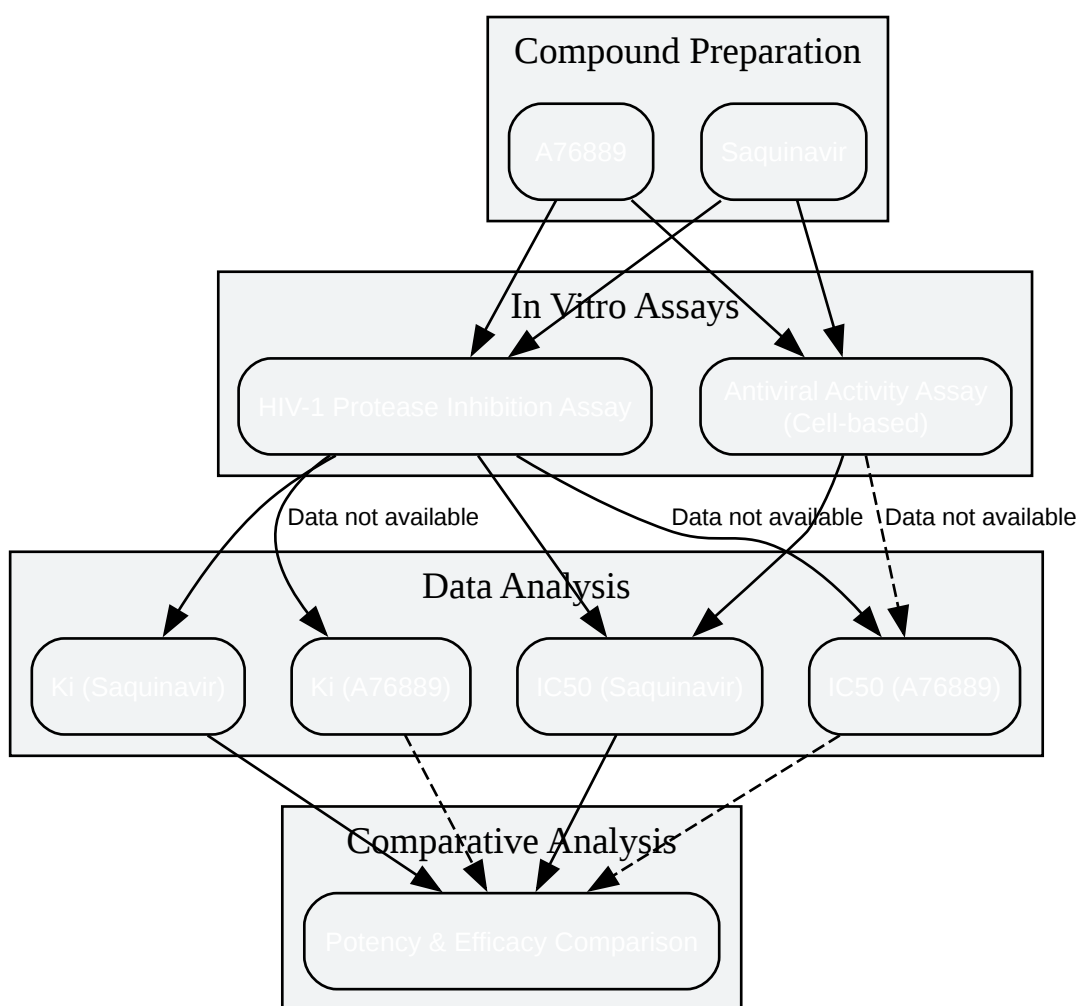 Compound Preparation
A76889
Saquinavir
In Vitro Assays
HIV-1 Protease Inhibition Assay
Antiviral Activity Assay
(Cell-based)
Data not available
Data not available
Data not available
Data Analysis
Ki (Saquinavir)
Ki (A76889)
IC50 (Saquinavir)
IC50 (A76889)
Comparative Analysis
Potency & Efficacy Comparison